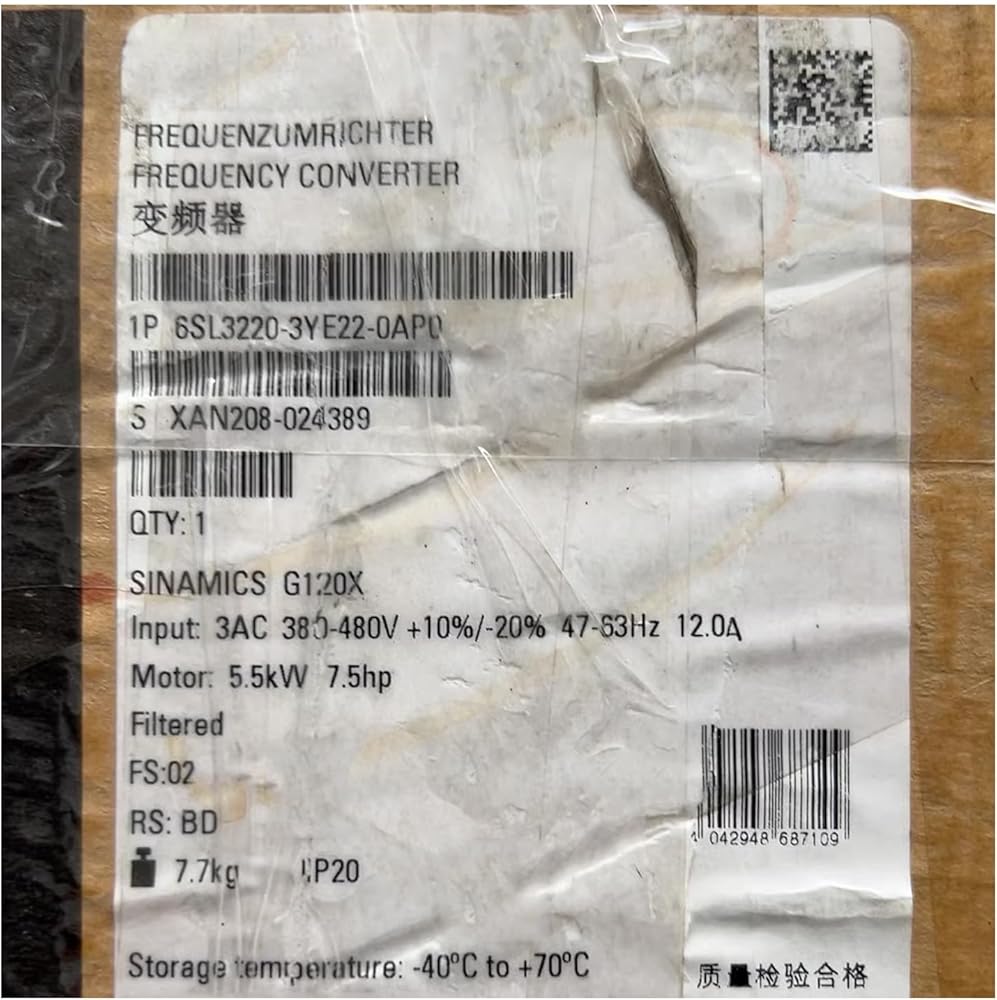 FREQUENZUMRICHTER
FREQUENCY CONVERTER
变频器
1P 6SL3220-3YE22-0AP0
S XAN208-024389
QTY: 1
SINAMICS G120X
Input: 3AC 380-480V +10%/-20% 47-63Hz 12.0A
Motor: 5.5kW 7.5hp
Filtered
FS:02
RS: BD
7.7kg IP20
4 042948 687109
Storage temperature: -40°C to +70°C
质量检验合格